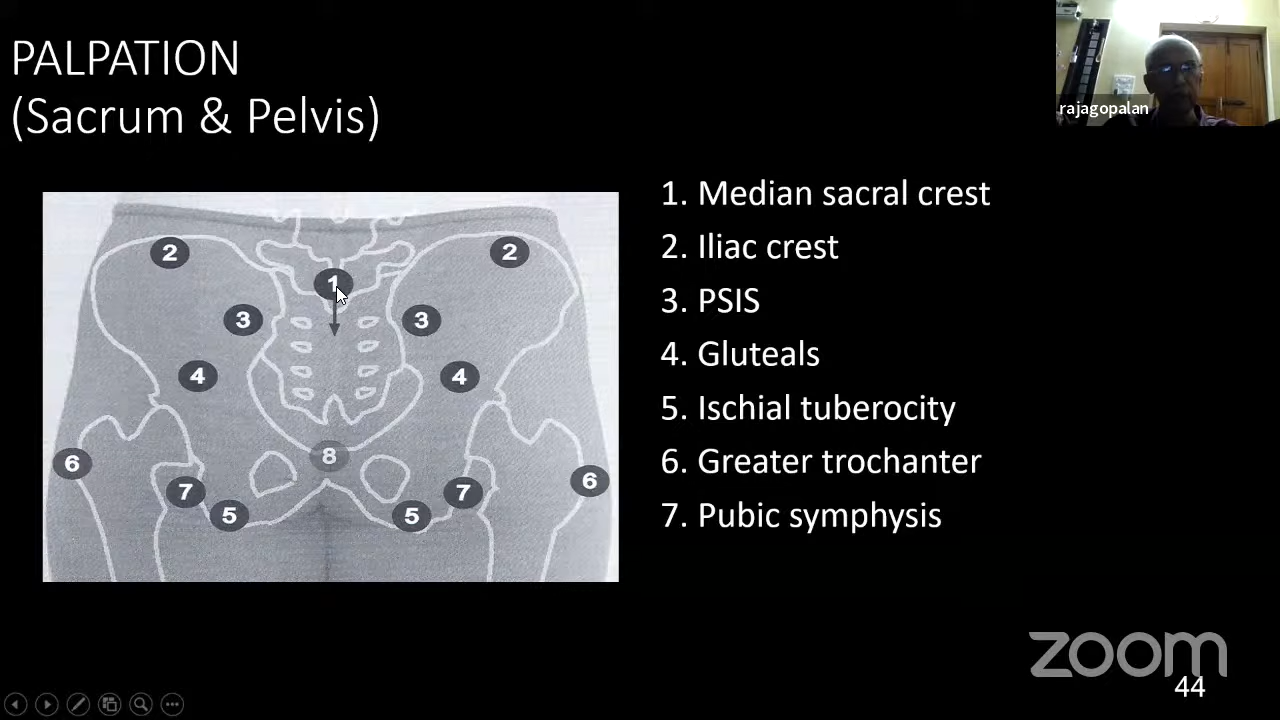 PALPATION
(Sacrum & Pelvis)
rajagopalan
1. Median sacral crest
2. Iliac crest
3. PSIS
4. Gluteals
5. Ischial tuberocity
6. Greater trochanter
7. Pubic symphysis
2 2
1
3 3
4 4
8
6 6
7 7
5 5
zoom
44